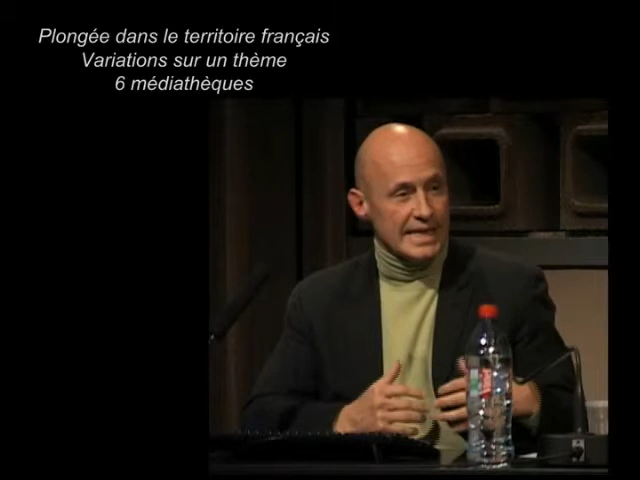 Plongée dans le territoire français
Variations sur un thème
6 médiathèques